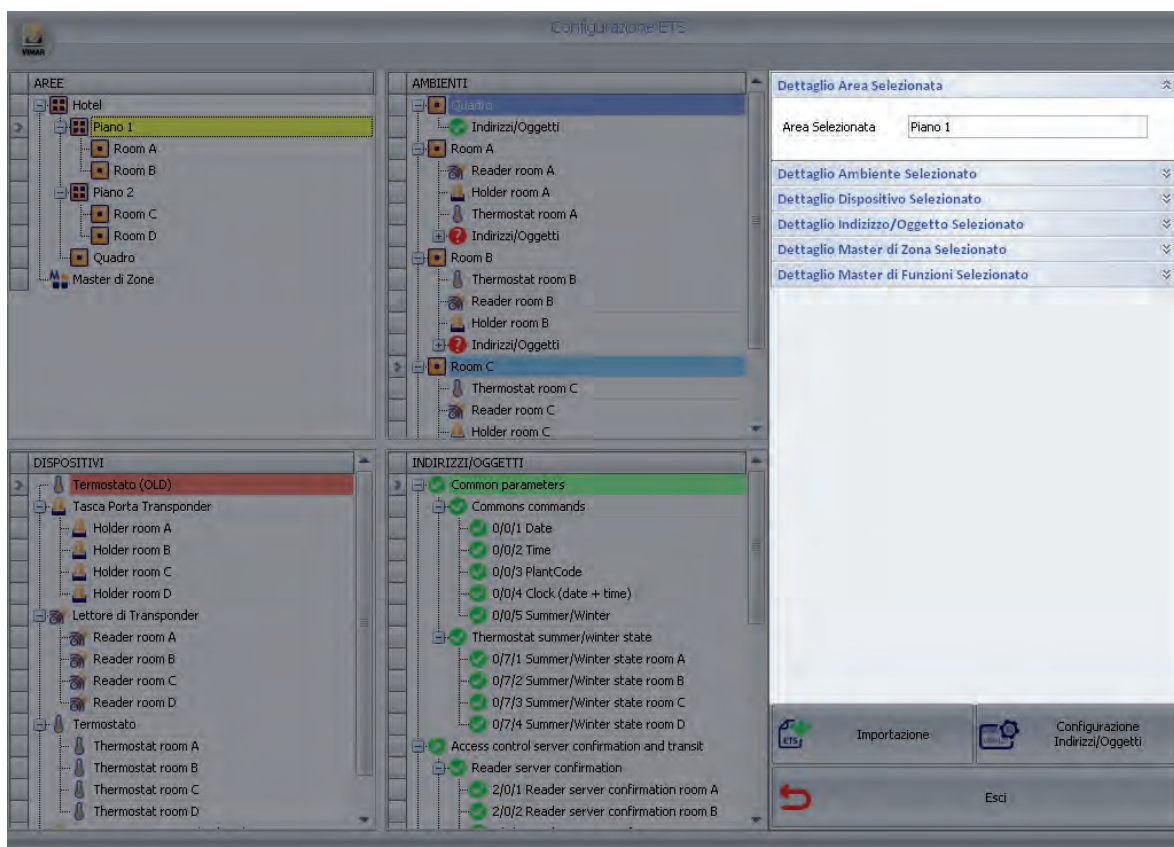 Configurazione ETS
VIMAR
AREE
Hotel
Piano 1
Room A
Room B
Piano 2
Room C
Room D
Quadro
Master di Zone
AMBIENTI
Quadro
Indirizzi/Oggetti
Room A
Reader room A
Holder room A
Thermostat room A
Indirizzi/Oggetti
Room B
Thermostat room B
Reader room B
Holder room B
Indirizzi/Oggetti
Room C
Thermostat room C
Reader room C
Holder room C
Dettaglio Area Selezionata
Area Selezionata Piano 1
Dettaglio Ambiente Selezionato
Dettaglio Dispositivo Selezionato
Dettaglio Indizizzo/Oggetto Selezionato
Dettaglio Master di Zona Selezionato
Dettaglio Master di Funzioni Selezionato
DISPOSITIVI
Termostato (OLD)
Tasca Porta Transponder
Holder room A
Holder room B
Holder room C
Holder room D
Lettore di Transponder
Reader room A
Reader room B
Reader room C
Reader room D
Termostato
Thermostat room A
Thermostat room B
Thermostat room C
Thermostat room D
INDIRIZZI/OGGETTI
Common parameters
Commons commands
0/0/1 Date
0/0/2 Time
0/0/3 PlantCode
0/0/4 Clock (date + time)
0/0/5 Summer/Winter
Thermostat summer/winter state
0/7/1 Summer/Winter state room A
0/7/2 Summer/Winter state room B
0/7/3 Summer/Winter state room C
0/7/4 Summer/Winter state room D
Access control server confirmation and transit
Reader server confirmation
2/0/1 Reader server confirmation room A
2/0/2 Reader server confirmation room B
ETS
Importazione
Configurazione
Indirizzi/Oggetti
Esci